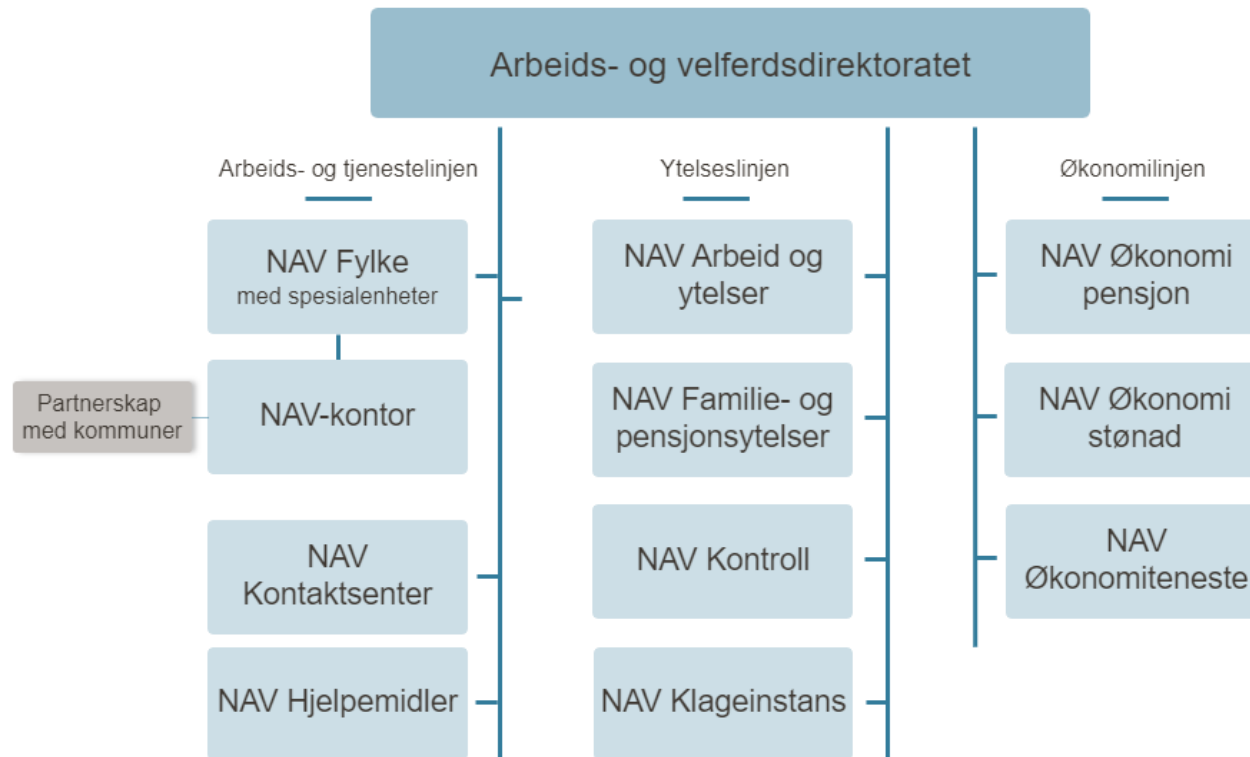 Arbeids- og velferdsdirektoratet
Arbeids- og tjenestelinjen
NAV Fylke
med spesialenheter
Partnerskap
med kommuner
NAV-kontor
NAV
Kontaktsenter
NAV Hjelpemidler
Ytelseslinjen
NAV Arbeid og
ytelser
NAV Familie- og
pensjonsytelser
NAV Kontroll
NAV Klageinstans
Økonomilinjen
NAV Økonomi
pensjon
NAV Økonomi
stønad
NAV
Økonomiteneste